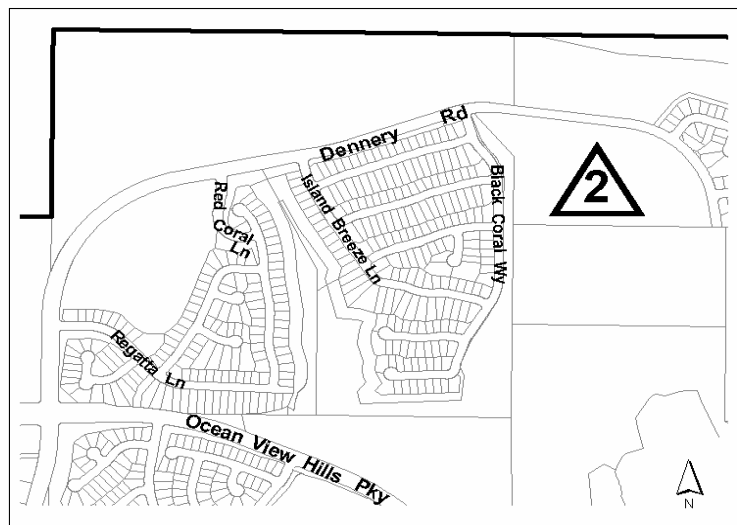 Dennery Rd
2
Island Breeze Ln
Black Coral Wy
Red Coral Ln
Regatta Ln
Ocean View Hills Pky
N